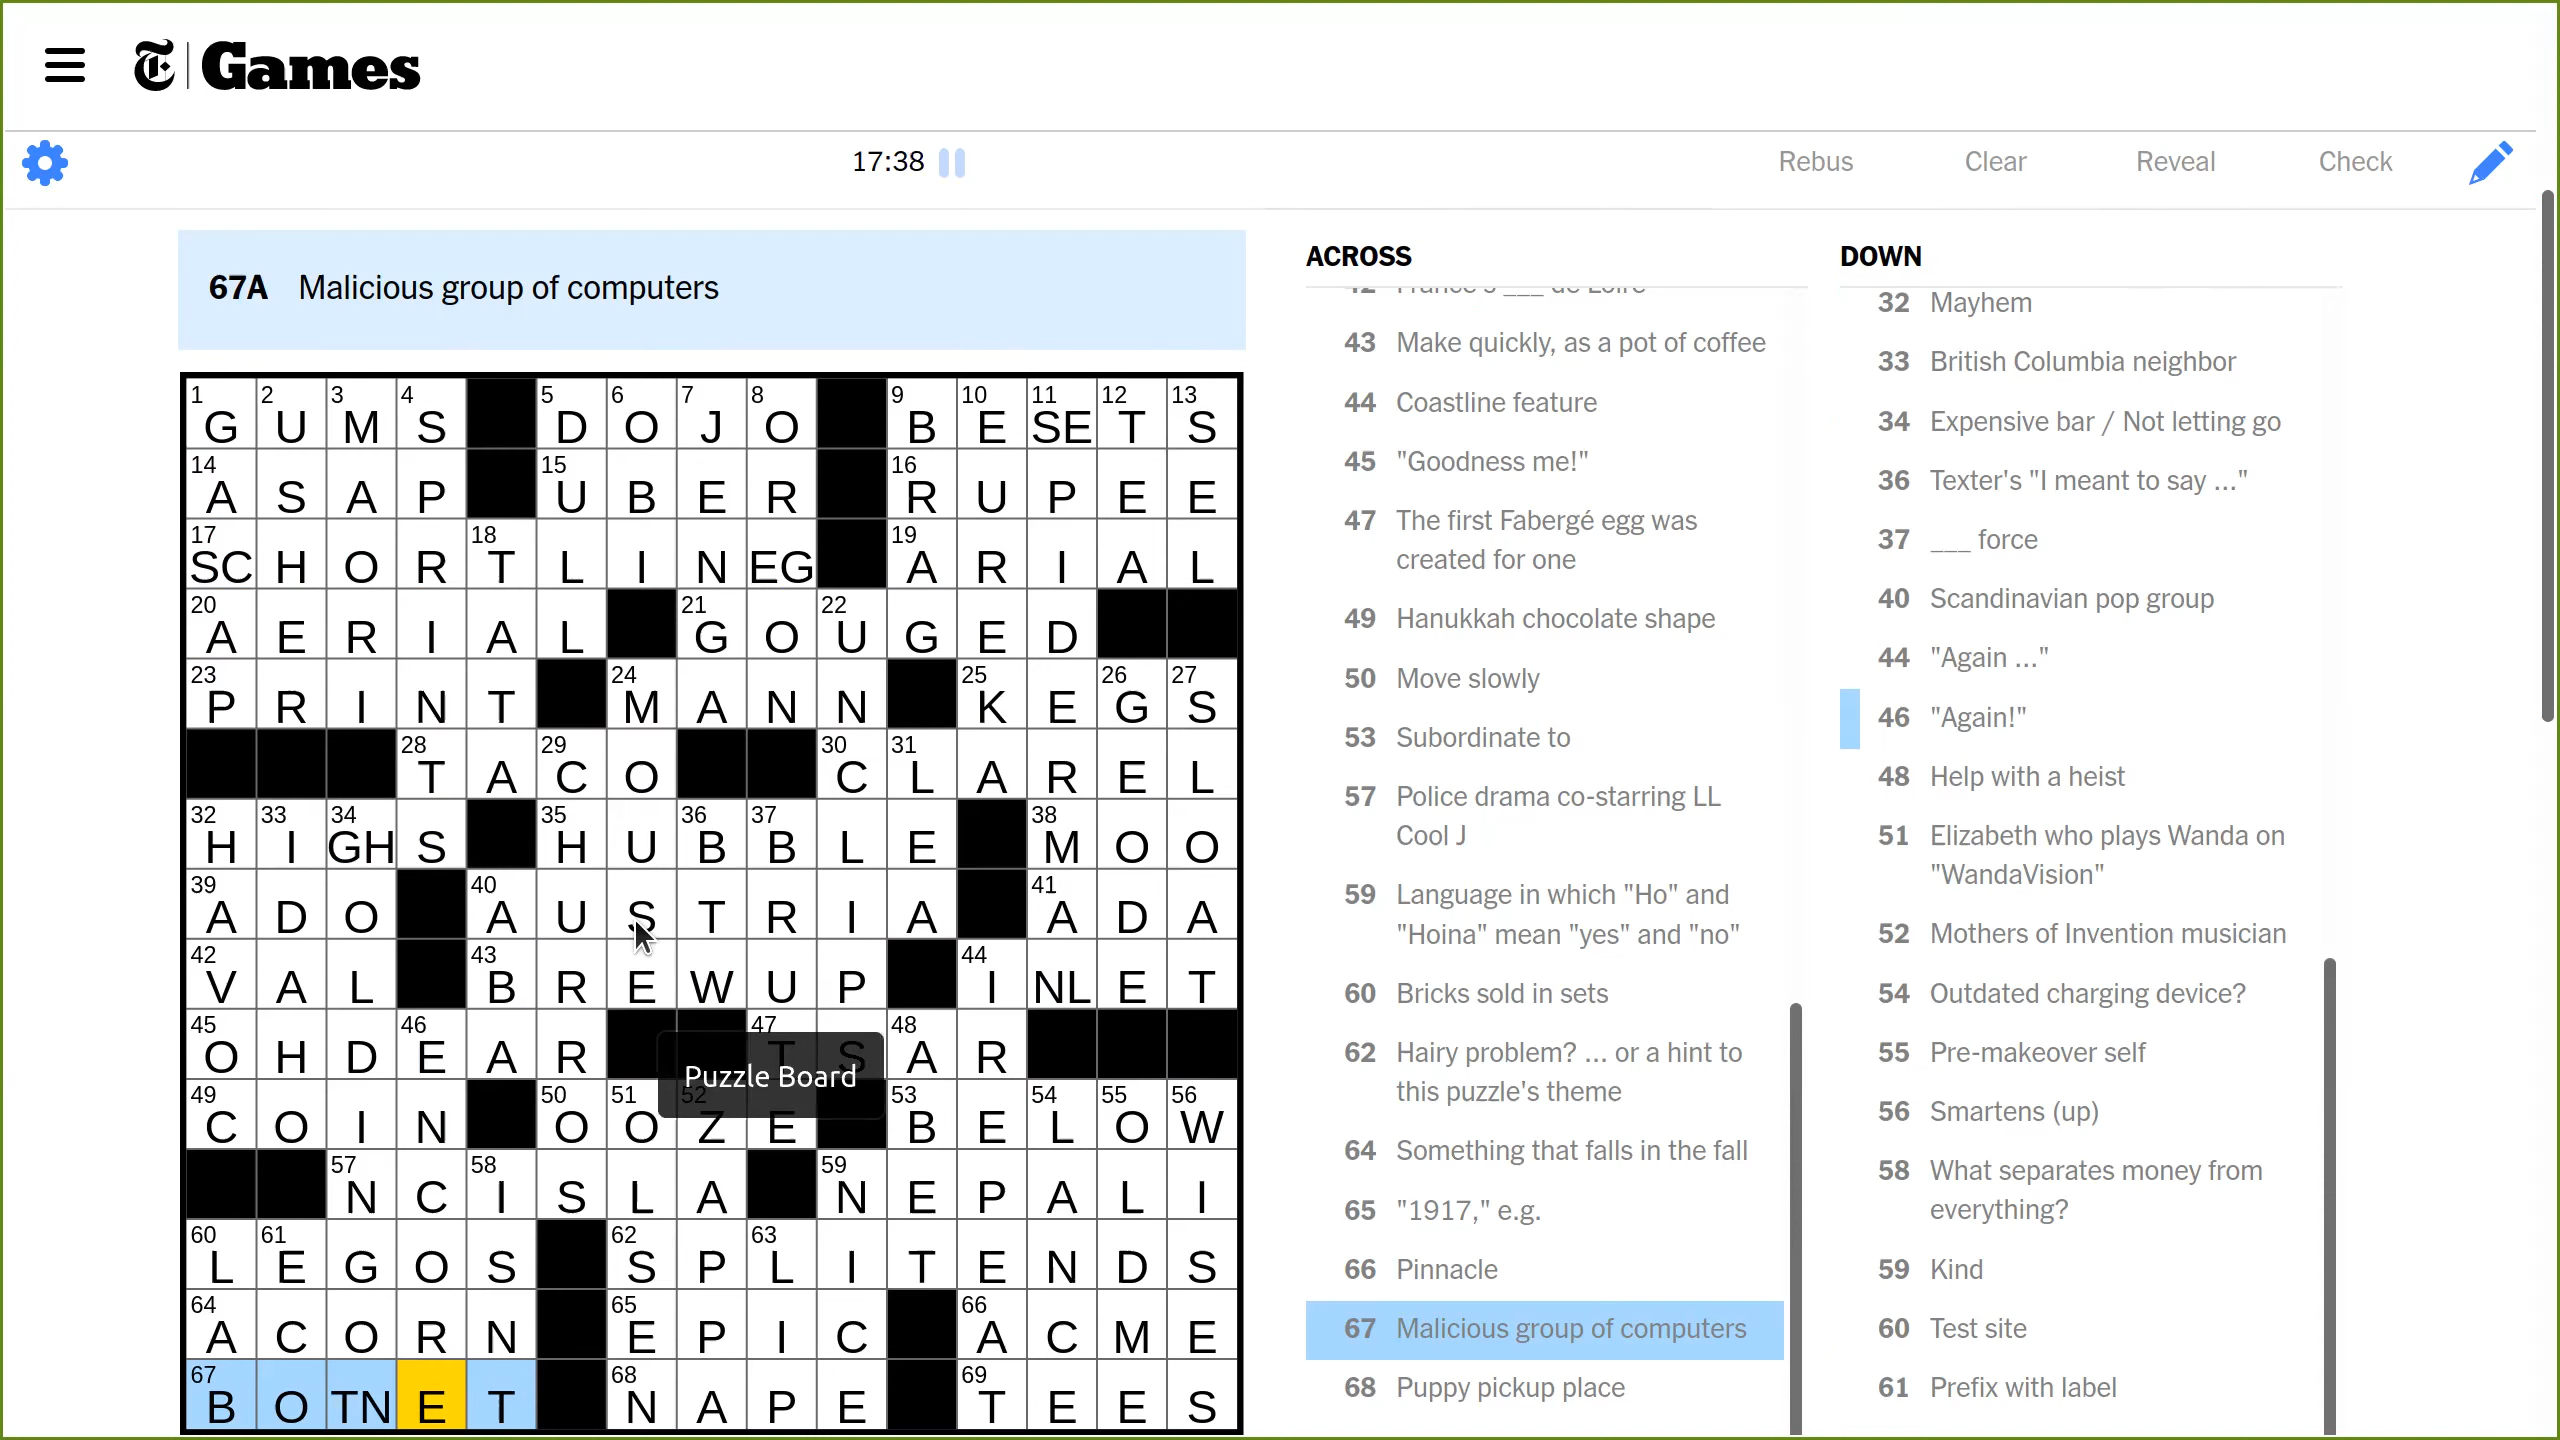 T Games
17:38
Rebus Clear Reveal Check
67A Malicious group of computers
1 2 3 4 5 6 7 8 9 10 11 12 13
G U M S D O J O B E SE T S
14 15 16
A S A P U B E R R U P E E
17 18 19
SC H O R T L I N EG A R I A L
20 21 22
A E R I A L G O U G E D
23 24 25 26 27
P R I N T M A N N K E G S
28 29 30 31
T A C O C L A R E L
32 33 34 35 36 37 38
H I GH S H U B B L E M O O
39 40 41
A D O A U S T R I A A D A
42 43 44
V A L B R E W U P I NL E T
45 46 47 48
O H D E A R T S A R
Puzzle Board
49 50 51 52 53 54 55 56
C O I N O O Z E B E L O W
57 58 59
N C I S L A N E P A L I
60 61 62 63
L E G O S S P L I T E N D S
64 65 66
A C O R N E P I C A C M E
67 68 69
B O TN E T N A P E T E E S
ACROSS
42 France's ___ de Loire
43 Make quickly, as a pot of coffee
44 Coastline feature
45 "Goodness me!"
47 The first Fabergé egg was
created for one
49 Hanukkah chocolate shape
50 Move slowly
53 Subordinate to
57 Police drama co-starring LL
Cool J
59 Language in which "Ho" and
"Hoina" mean "yes" and "no"
60 Bricks sold in sets
62 Hairy problem? ... or a hint to
this puzzle's theme
64 Something that falls in the fall
65 "1917," e.g.
66 Pinnacle
67 Malicious group of computers
68 Puppy pickup place
DOWN
32 Mayhem
33 British Columbia neighbor
34 Expensive bar / Not letting go
36 Texter's "I meant to say ..."
37 ___ force
40 Scandinavian pop group
44 "Again ..."
46 "Again!"
48 Help with a heist
51 Elizabeth who plays Wanda on
"WandaVision"
52 Mothers of Invention musician
54 Outdated charging device?
55 Pre-makeover self
56 Smartens (up)
58 What separates money from
everything?
59 Kind
60 Test site
61 Prefix with label